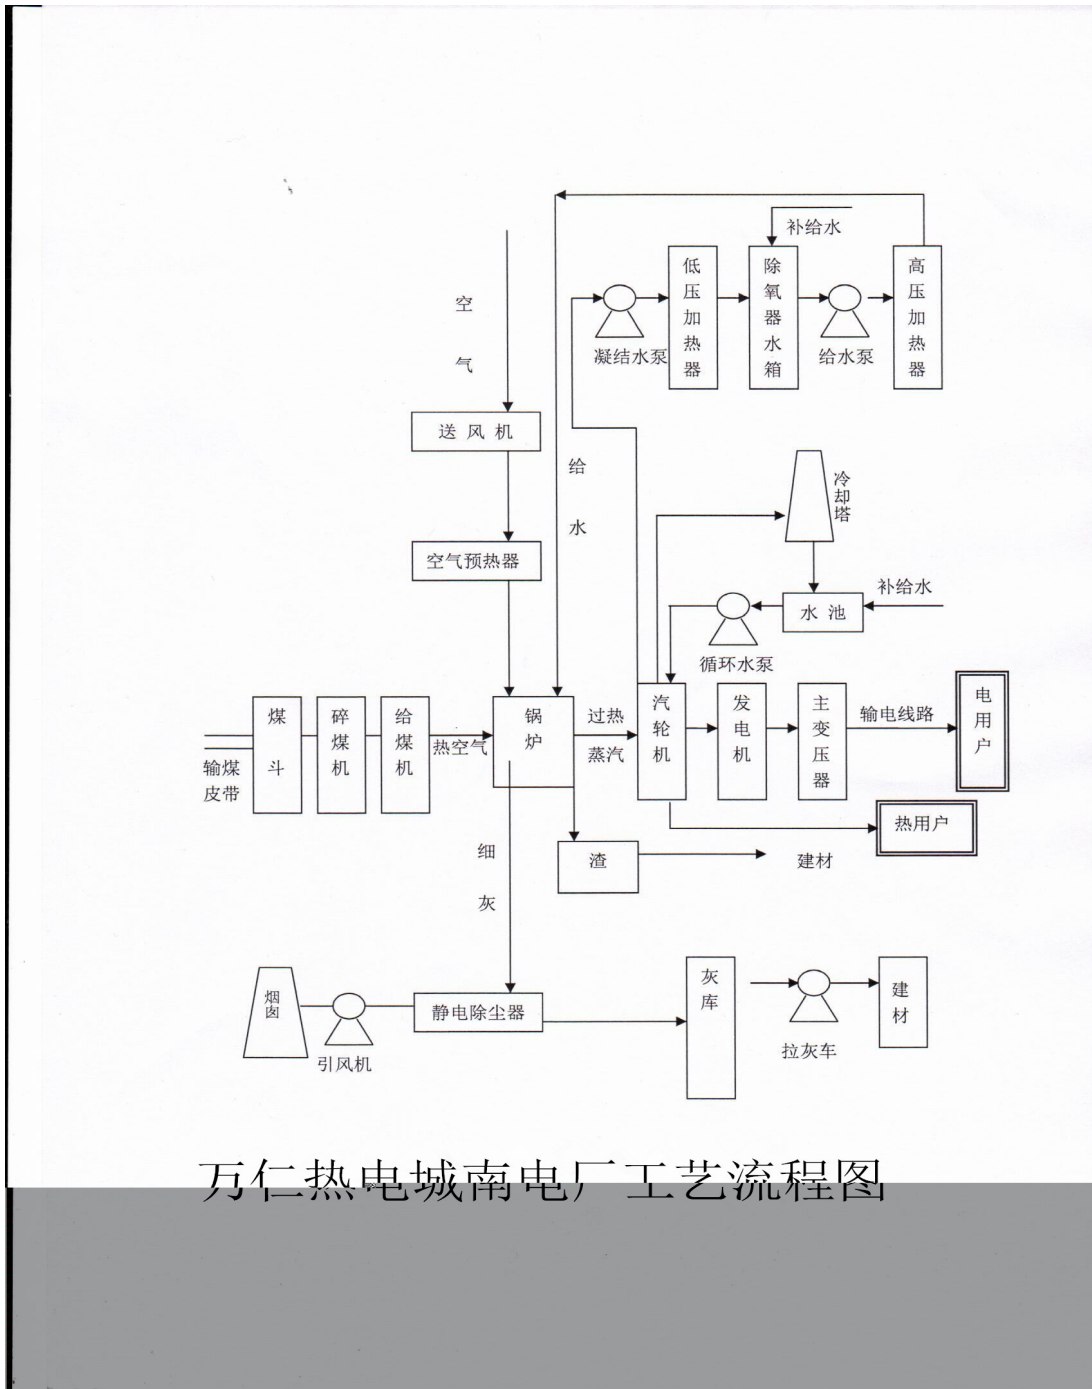 补给水
低压加热器
除氧器水箱
高压加热器
空气
凝结水泵
给水泵
送 风 机
给水
冷却塔
空气预热器
补给水
水 池
循环水泵
煤斗
碎煤机
给煤机
热空气
锅炉
过热
蒸汽
汽轮机
发电机
主变压器
输电线路
电用户
输煤
皮带
热用户
细灰
渣
建材
烟囱
引风机
静电除尘器
灰库
拉灰车
建材
万仁热电城南电厂工艺流程图